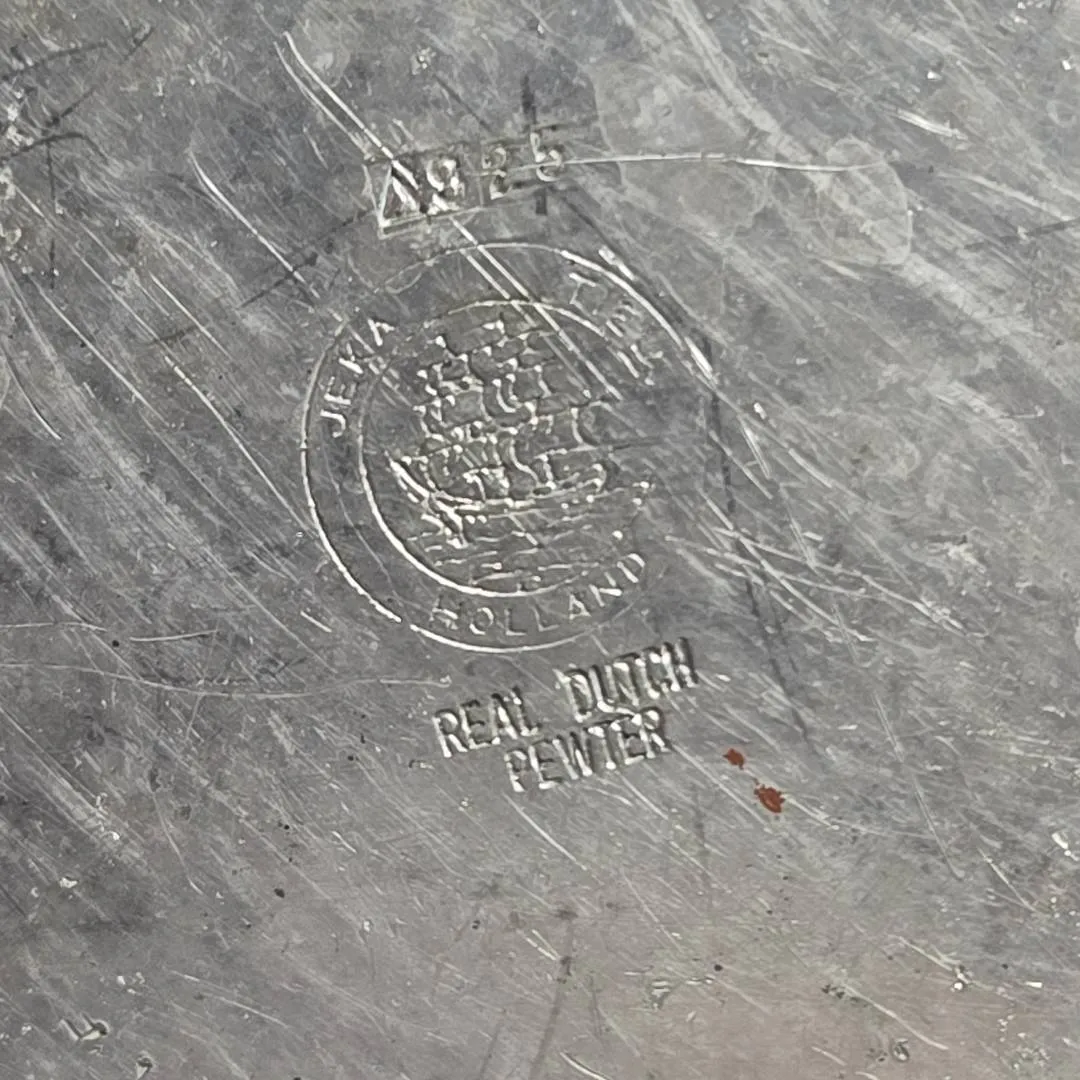 JEKA
HOLLAND
REAL DUTCH
PEWTER